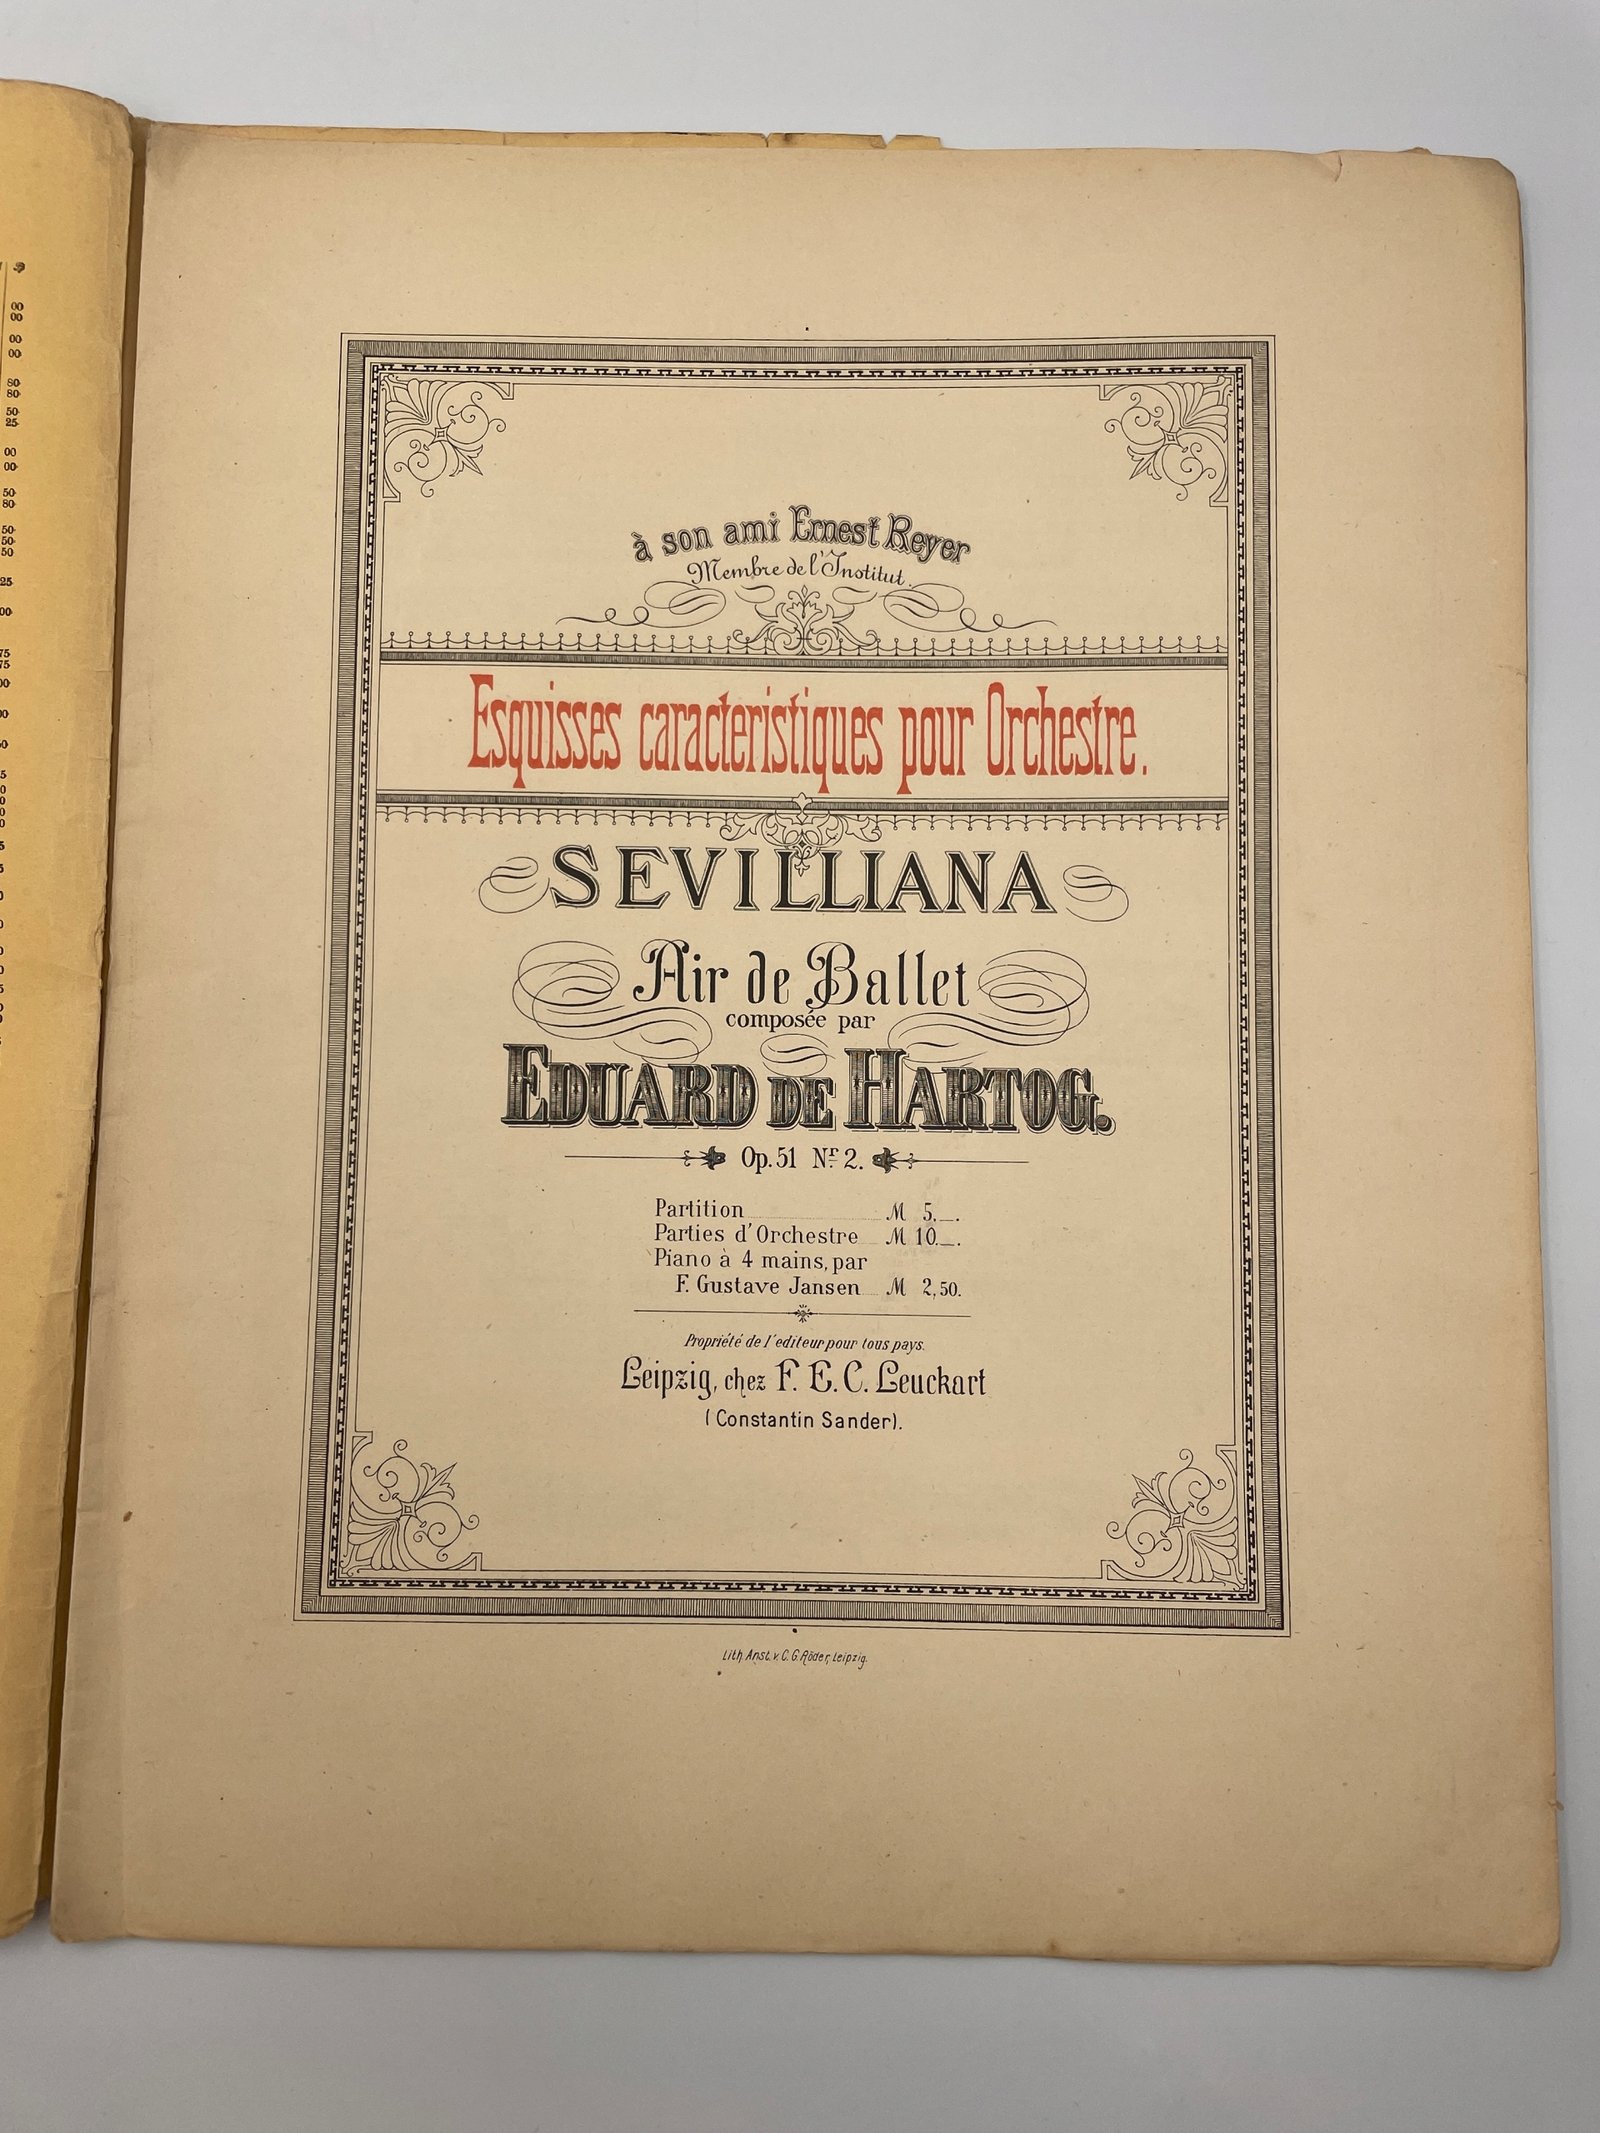 à son ami Ernest Reyer
Membre de l'Institut.
Esquisses caracteristiques pour Orchestre.
SEVILLIANA
Air de Ballet
composée par
EDUARD DE HARTOG.
Op. 51 Nr. 2.
Partition M 5._.
Parties d'Orchestre M 10._.
Piano à 4 mains, par
F. Gustave Jansen M 2,50.
Propriété de l'editeur pour tous pays.
Leipzig, chez F. E. C. Leuckart
(Constantin Sander).
Lith. Anst. v. C. G. Röder, Leipzig.